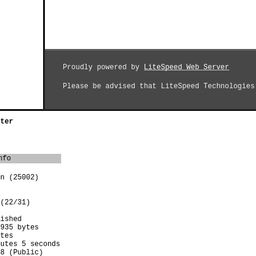 Proudly powered by LiteSpeed Web Server
Please be advised that LiteSpeed Technologies
ter
nfo
n (25002)
(22/31)
ished
935 bytes
tes
utes 5 seconds
8 (Public)